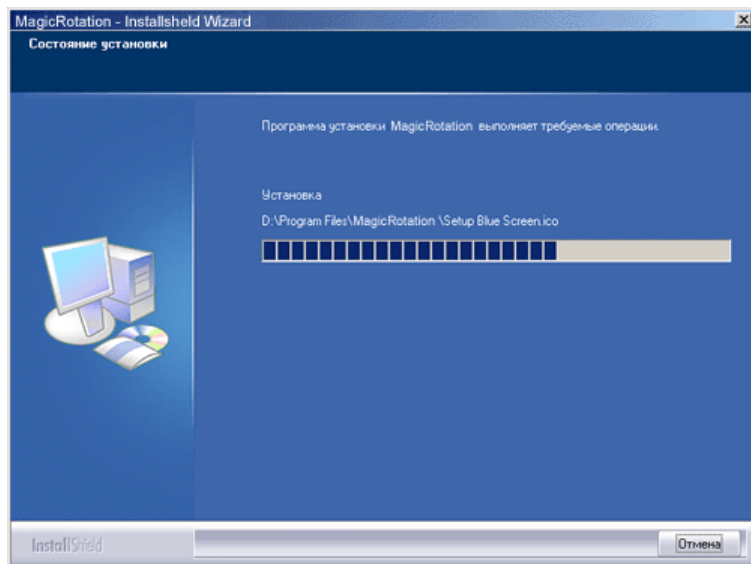 MagicRotation - Installsheld Wizard
Состояние установки
Программа установки MagicRotation выполняет требуемые операции.
Установка
D:\Program Files\MagicRotation \Setup Blue Screen.ico
InstallShield
Отмена